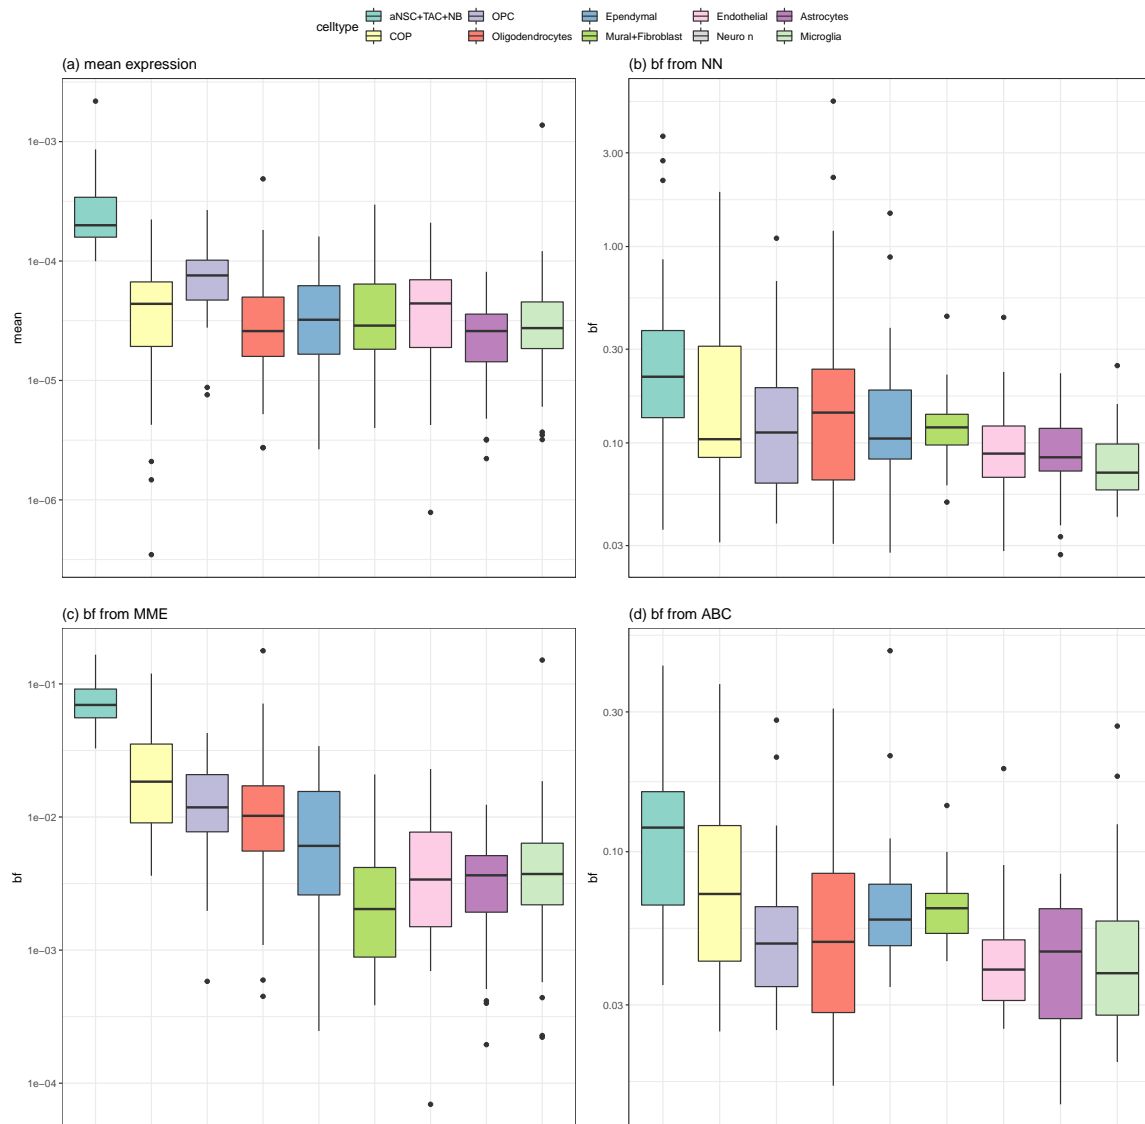 celltype
aNSC+TAC+NB OPC Ependymal Endothelial Astrocytes
COP Oligodendrocytes Mural+Fibroblast Neuro n Microglia
(a) mean expression
mean
1e−03
1e−04
1e−05
1e−06
(b) bf from NN
bf
3.00
1.00
0.30
0.10
0.03
(c) bf from MME
bf
1e−01
1e−02
1e−03
1e−04
(d) bf from ABC
bf
0.30
0.10
0.03